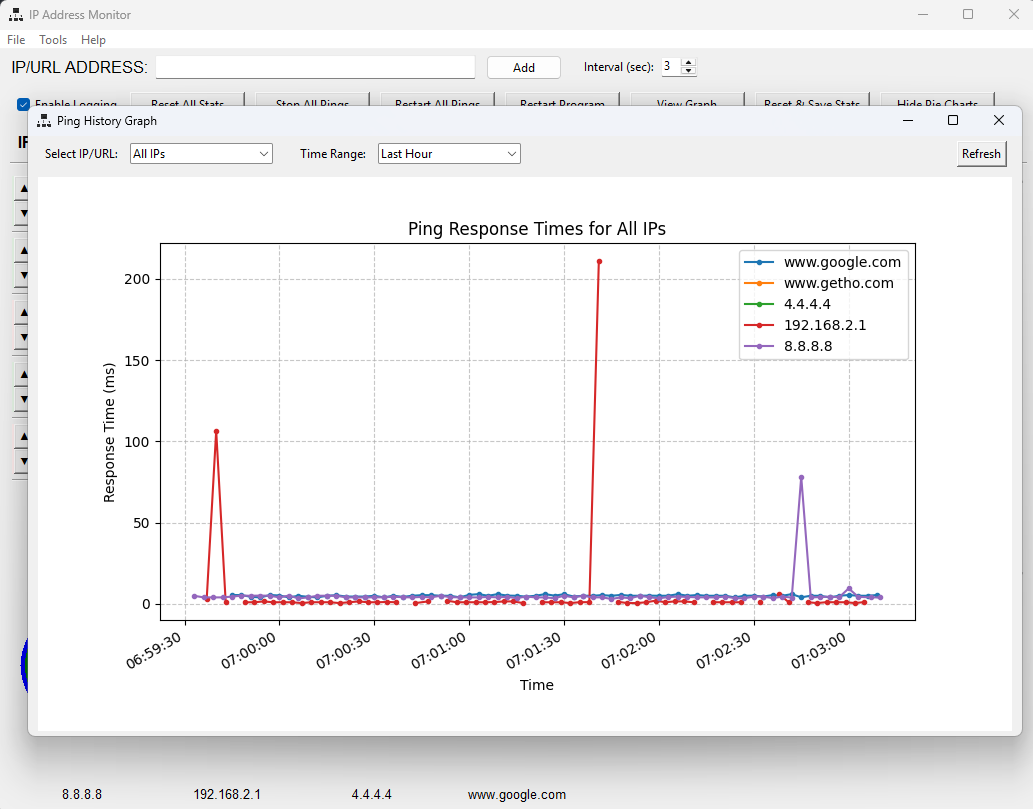 IP Address Monitor
File Tools Help
IP/URL ADDRESS: Add Interval (sec): 3
Enable Logging Reset All Stats Stop All Pings Restart All Pings Restart Program View Graph Reset & Save Stats Hide Pie Charts
Ping History Graph
Select IP/URL: All IPs Time Range: Last Hour Refresh
Ping Response Times for All IPs
www.google.com
www.getho.com
4.4.4.4
192.168.2.1
8.8.8.8
200
150
100
50
0
Response Time (ms)
06:59:30 07:00:00 07:00:30 07:01:00 07:01:30 07:02:00 07:02:30 07:03:00
Time
8.8.8.8 192.168.2.1 4.4.4.4 www.google.com